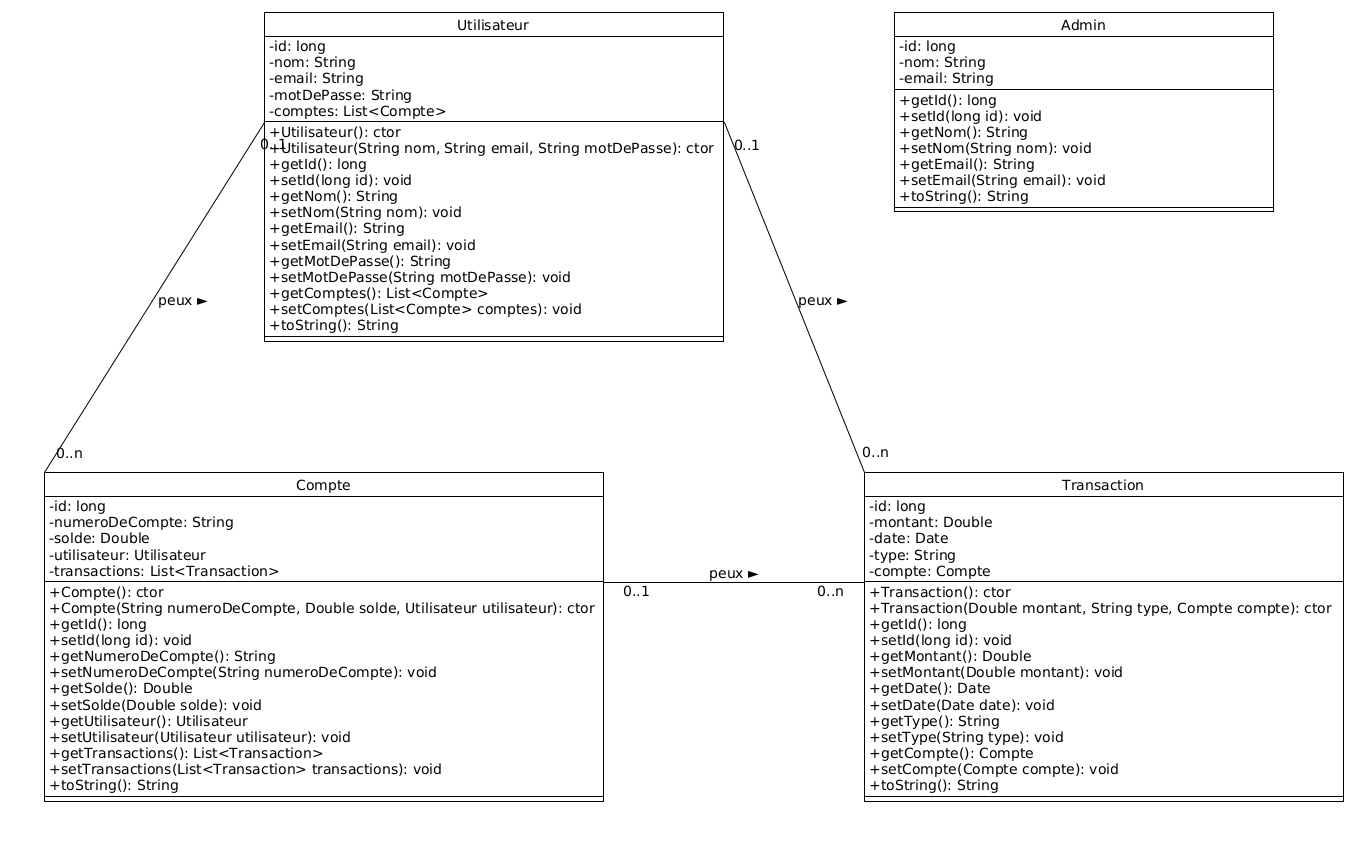 Utilisateur
-id: long
-nom: String
-email: String
-motDePasse: String
-comptes: List<Compte>
+Utilisateur(): ctor
+Utilisateur(String nom, String email, String motDePasse): ctor
+getId(): long
+setId(long id): void
+getNom(): String
+setNom(String nom): void
+getEmail(): String
+setEmail(String email): void
+getMotDePasse(): String
+setMotDePasse(String motDePasse): void
+getComptes(): List<Compte>
+setComptes(List<Compte> comptes): void
+toString(): String
Admin
-id: long
-nom: String
-email: String
+getId(): long
+setId(long id): void
+getNom(): String
+setNom(String nom): void
+getEmail(): String
+setEmail(String email): void
+toString(): String
0..1
0..1
peux ►
peux ►
0..n
0..n
Compte
-id: long
-numeroDeCompte: String
-solde: Double
-utilisateur: Utilisateur
-transactions: List<Transaction>
+Compte(): ctor
+Compte(String numeroDeCompte, Double solde, Utilisateur utilisateur): ctor
+getId(): long
+setId(long id): void
+getNumeroDeCompte(): String
+setNumeroDeCompte(String numeroDeCompte): void
+getSolde(): Double
+setSolde(Double solde): void
+getUtilisateur(): Utilisateur
+setUtilisateur(Utilisateur utilisateur): void
+getTransactions(): List<Transaction>
+setTransactions(List<Transaction> transactions): void
+toString(): String
peux ►
0..1
0..n
Transaction
-id: long
-montant: Double
-date: Date
-type: String
-compte: Compte
+Transaction(): ctor
+Transaction(Double montant, String type, Compte compte): ctor
+getId(): long
+setId(long id): void
+getMontant(): Double
+setMontant(Double montant): void
+getDate(): Date
+setDate(Date date): void
+getType(): String
+setType(String type): void
+getCompte(): Compte
+setCompte(Compte compte): void
+toString(): String